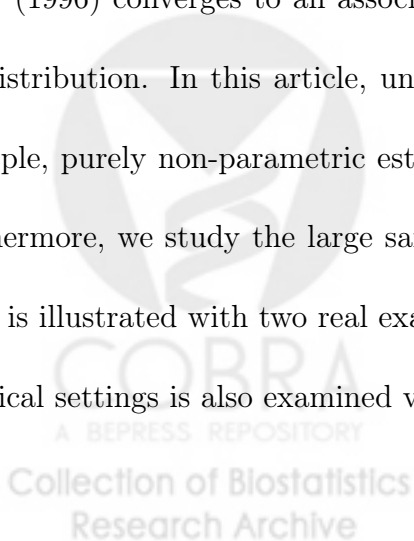 (1996) converges to an assoc
istribution. In this article, un
ple, purely non-parametric est
hermore, we study the large sa
is illustrated with two real exa
ical settings is also examined v
COBRA
A BEPRESS REPOSITORY
Collection of Biostatistics
Research Archive